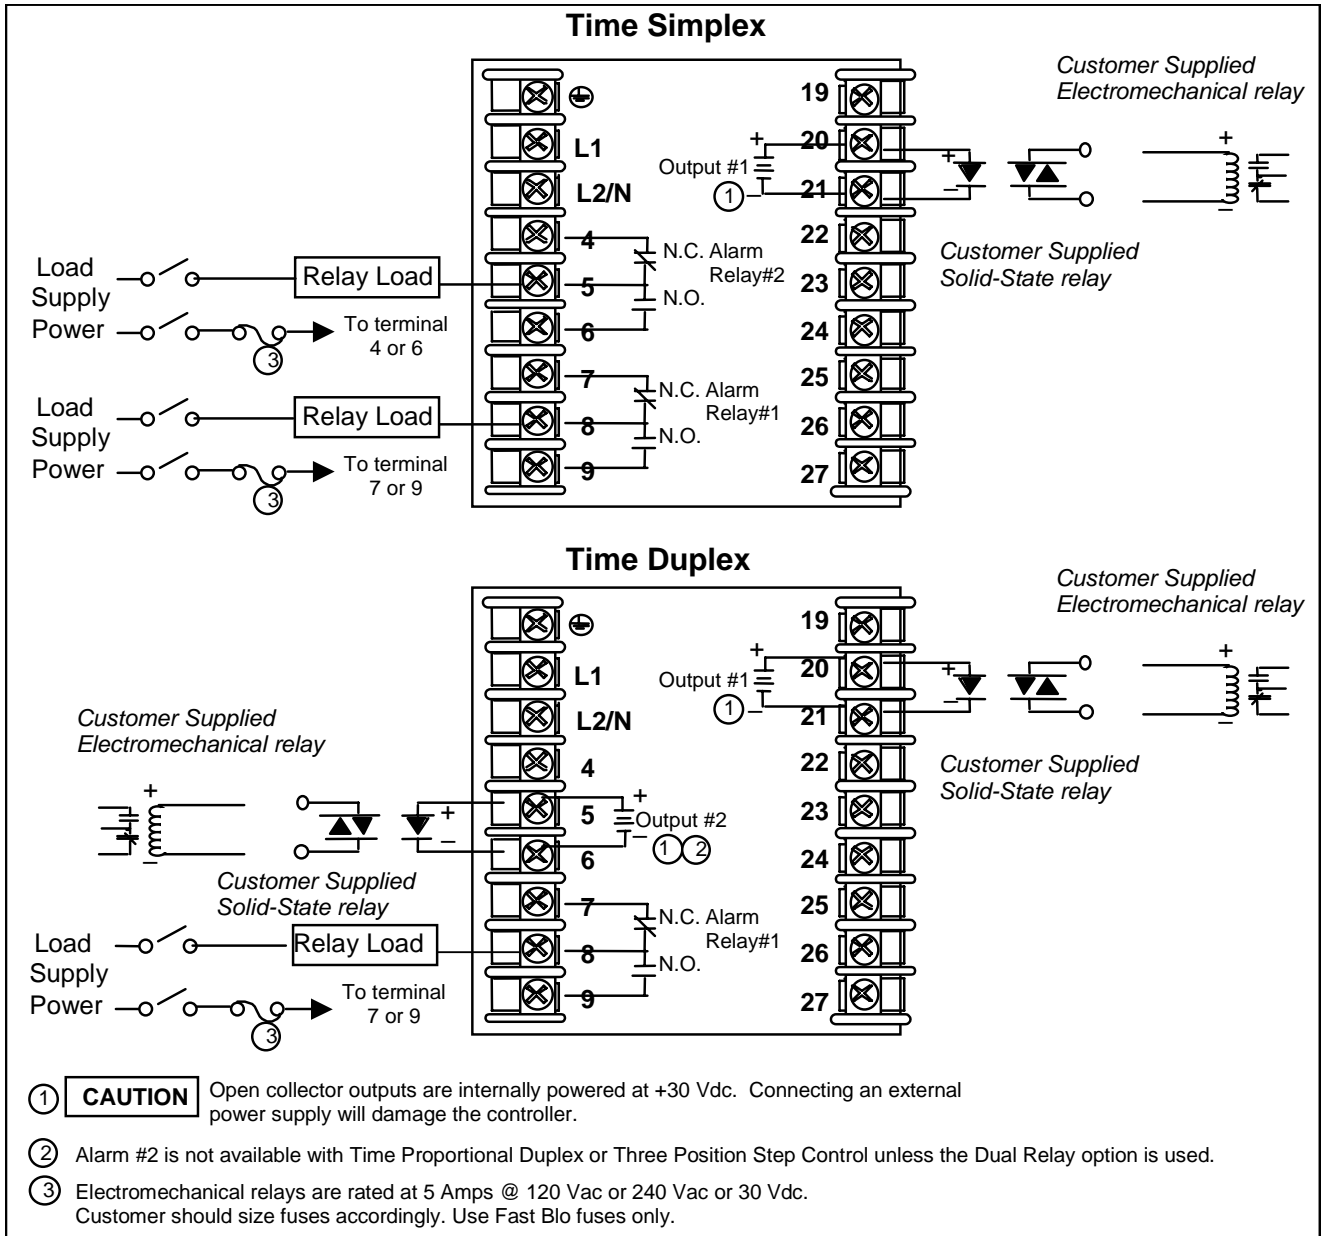 Time Simplex
Customer Supplied
Electromechanical relay
L1
L2/N
4
5
6
7
8
9
19
20
21
22
23
24
25
26
27
+
Output #1
1 –
+
–
+
–
Customer Supplied
Solid-State relay
N.C. Alarm
Relay#2
N.O.
N.C. Alarm
Relay#1
N.O.
Load
Supply
Power
Relay Load
3
To terminal
4 or 6
Load
Supply
Power
Relay Load
3
To terminal
7 or 9
Time Duplex
Customer Supplied
Electromechanical relay
L1
L2/N
4
5
6
7
8
9
19
20
21
22
23
24
25
26
27
+
Output #1
1 –
+
–
+
–
Customer Supplied
Solid-State relay
Customer Supplied
Electromechanical relay
+
–
+
–
Customer Supplied
Solid-State relay
+
Output #2
–
1 2
N.C. Alarm
Relay#1
N.O.
Load
Supply
Power
Relay Load
3
To terminal
7 or 9
1 CAUTION Open collector outputs are internally powered at +30 Vdc. Connecting an external
power supply will damage the controller.
2 Alarm #2 is not available with Time Proportional Duplex or Three Position Step Control unless the Dual Relay option is used.
3 Electromechanical relays are rated at 5 Amps @ 120 Vac or 240 Vac or 30 Vdc.
Customer should size fuses accordingly. Use Fast Blo fuses only.